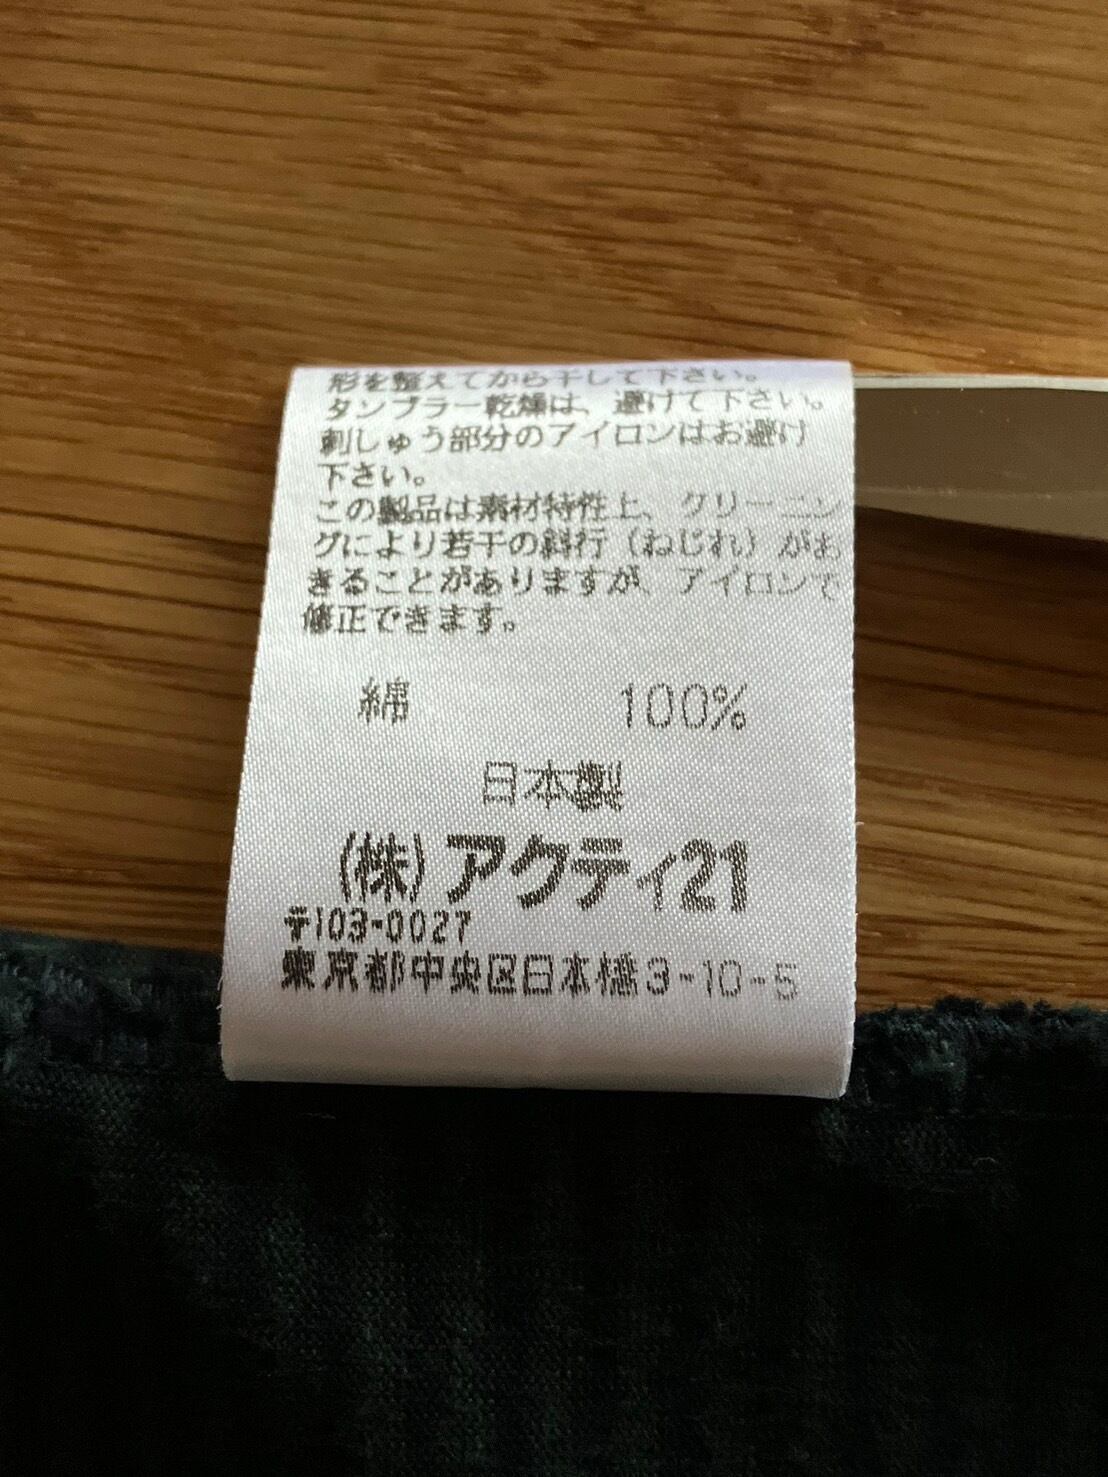 形を整えてから干して下さい。
タンブラー乾燥は、避けて下さい。
刺しゅう部分のアイロンはお避け
下さい。
この製品は素材特性上、クリーニン
グにより若干の斜行（ねじれ）がお
きることがありますが、アイロンで
修正できます。
綿 100%
日本製
(株)アクティ21
〒103-0027
東京都中央区日本橋3-10-5